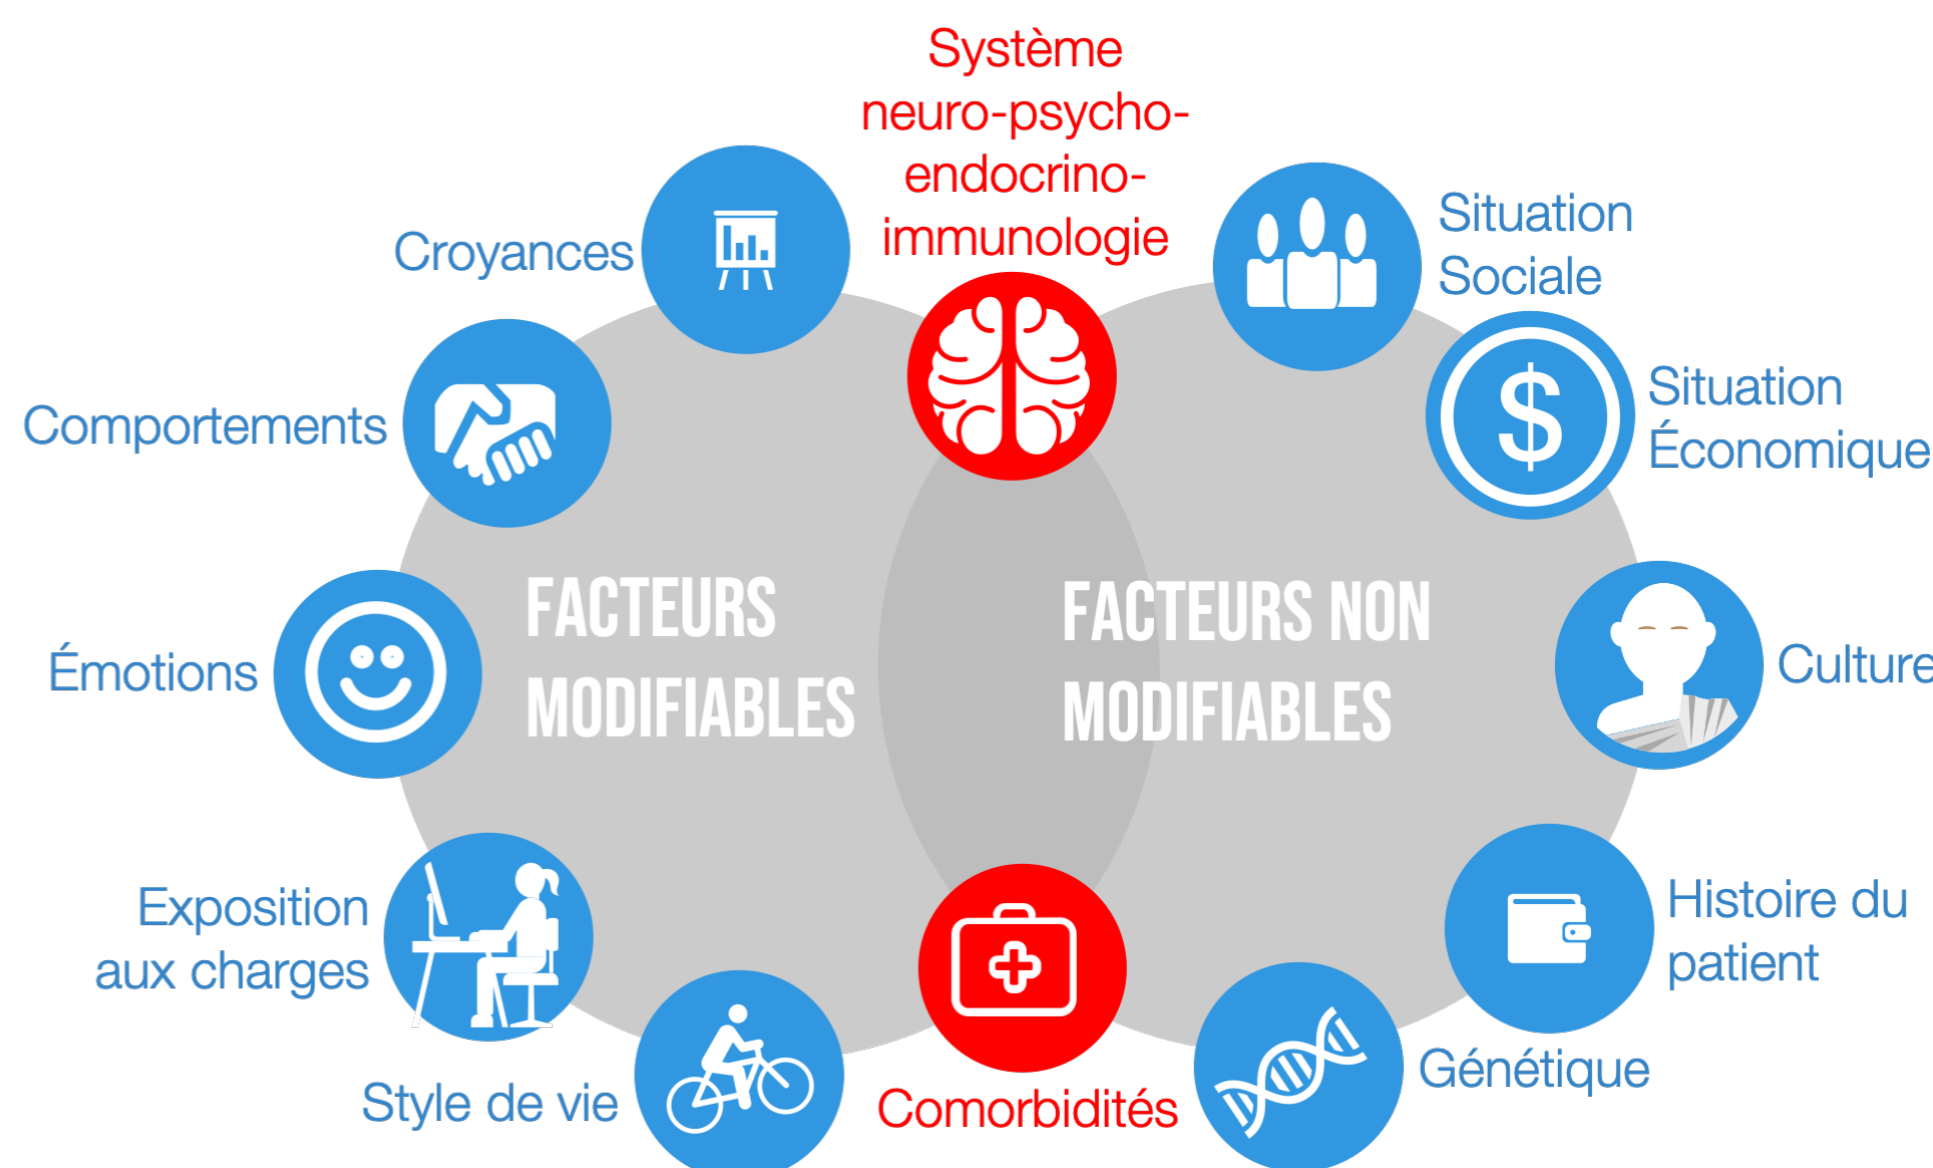 Système
neuro-psycho-
endocrino-
immunologie
Croyances
Situation
Sociale
Comportements
Situation
Économique
$
FACTEURS
MODIFIABLES
FACTEURS NON
MODIFIABLES
Émotions
Culture
Exposition
aux charges
Histoire du
patient
Style de vie
Comorbidités
Génétique